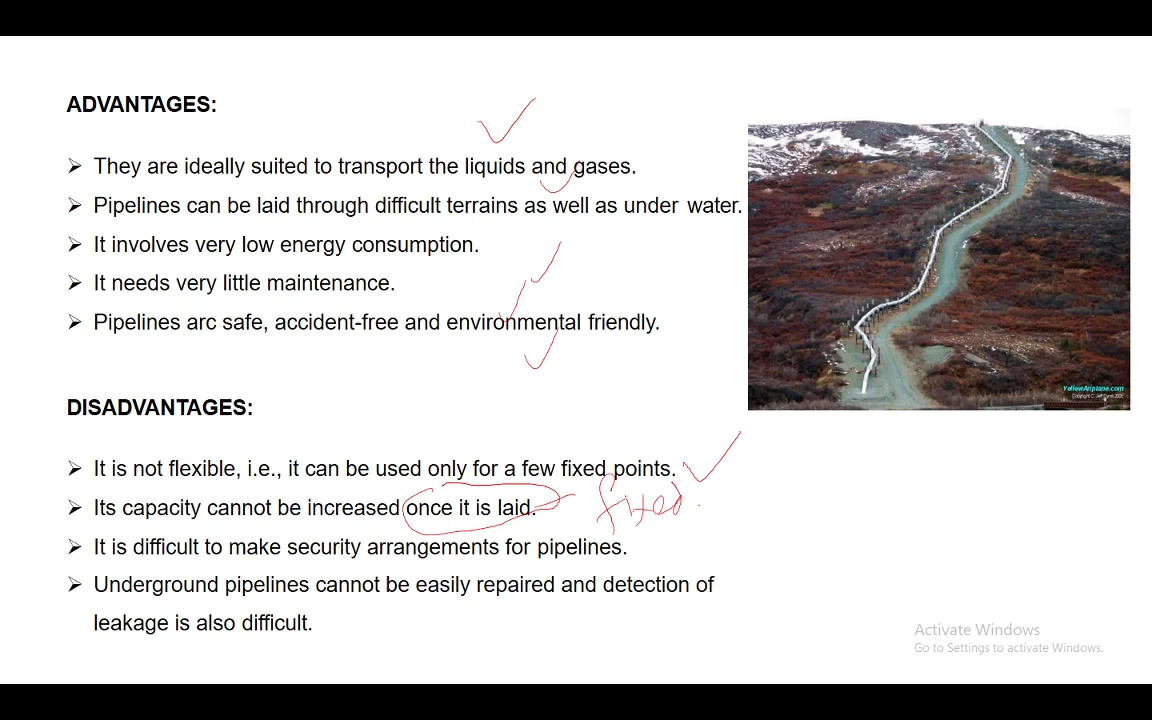 ADVANTAGES:
➢ They are ideally suited to transport the liquids and gases.
➢ Pipelines can be laid through difficult terrains as well as under water.
➢ It involves very low energy consumption.
➢ It needs very little maintenance.
➢ Pipelines arc safe, accident-free and environmental friendly.
YellowAirplane.com
DISADVANTAGES:
➢ It is not flexible, i.e., it can be used only for a few fixed points.
➢ Its capacity cannot be increased once it is laid. fixed.
➢ It is difficult to make security arrangements for pipelines.
➢ Underground pipelines cannot be easily repaired and detection of
leakage is also difficult.
Activate Windows
Go to Settings to activate Windows.